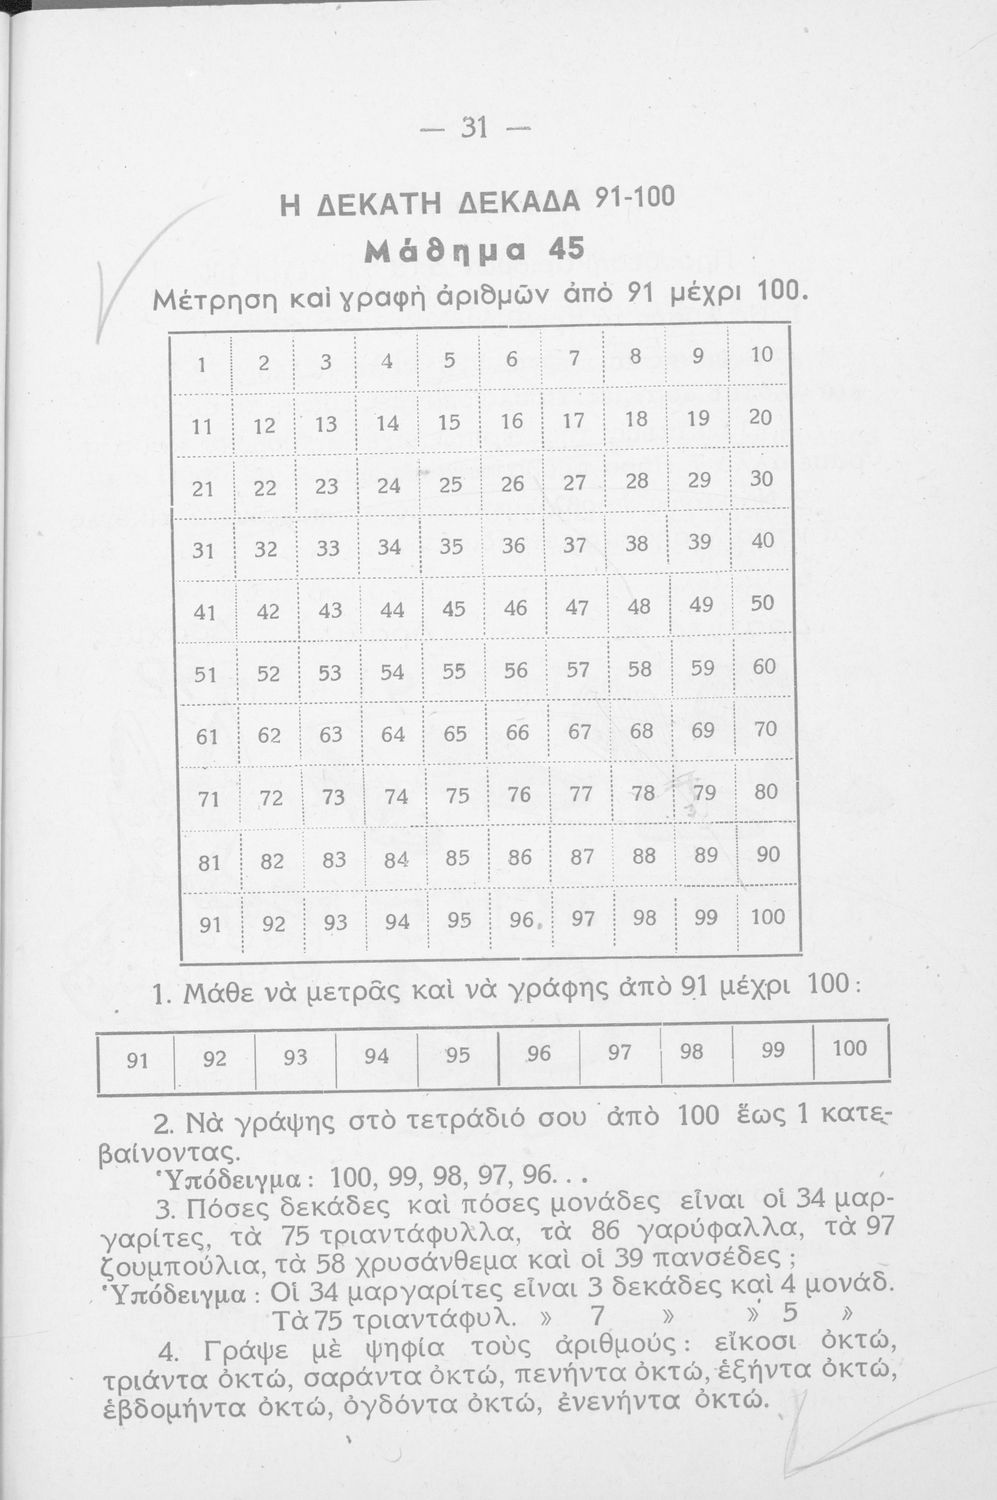 — 31 —
Η ΔΕΚΑΤΗ ΔΕΚΑΔΑ 91-100
Μάθημα 45
Μέτρηση καὶ γραφὴ ἀριθμῶν ἀπὸ 91 μέχρι 100.
1 2 3 4 5 6 7 8 9 10
11 12 13 14 15 16 17 18 19 20
21 22 23 24 25 26 27 28 29 30
31 32 33 34 35 36 37 38 39 40
41 42 43 44 45 46 47 48 49 50
51 52 53 54 55 56 57 58 59 60
61 62 63 64 65 66 67 68 69 70
71 72 73 74 75 76 77 78 79 80
81 82 83 84 85 86 87 88 89 90
91 92 93 94 95 96 97 98 99 100
1. Μάθε νὰ μετρᾶς καὶ νὰ γράφης ἀπὸ 91 μέχρι 100:
91 92 93 94 95 96 97 98 99 100
2. Νὰ γράψης στὸ τετράδιό σου ἀπὸ 100 ἕως 1 κατε-
βαίνοντας.
Ὑπόδειγμα: 100, 99, 98, 97, 96...
3. Πόσες δεκάδες καὶ πόσες μονάδες εἶναι οἱ 34 μαρ-
γαρίτες, τὰ 75 τριαντάφυλλα, τὰ 86 γαρύφαλλα, τὰ 97
ζουμπούλια, τὰ 58 χρυσάνθεμα καὶ οἱ 39 πανσέδες;
Ὑπόδειγμα: Οἱ 34 μαργαρίτες εἶναι 3 δεκάδες καὶ 4 μονάδ.
Τὰ 75 τριαντάφυλ. » 7 » » 5 »
4. Γράψε μὲ ψηφία τοὺς ἀριθμούς: εἴκοσι ὀκτώ,
τριάντα ὀκτώ, σαράντα ὀκτώ, πενήντα ὀκτώ, ἑξήντα ὀκτώ,
ἑβδομήντα ὀκτώ, ὀγδόντα ὀκτώ, ἐνενήντα ὀκτώ.